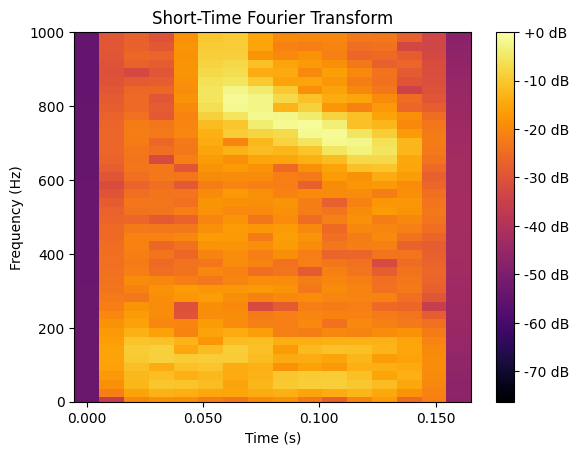 Short-Time Fourier Transform
1000
800
600
400
200
0
Frequency (Hz)
0.000
0.050
0.100
0.150
Time (s)
+0 dB
-10 dB
-20 dB
-30 dB
-40 dB
-50 dB
-60 dB
-70 dB